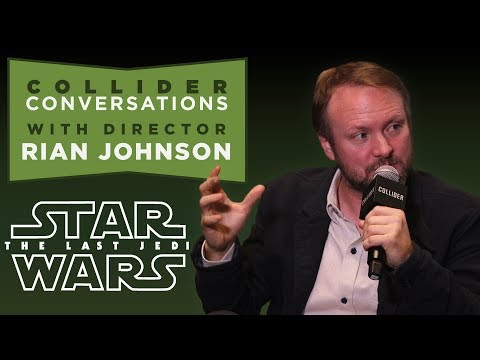 COLLIDER
CONVERSATIONS
WITH DIRECTOR
RIAN JOHNSON
STAR
THE LAST JEDI
WARS
COLLIDER